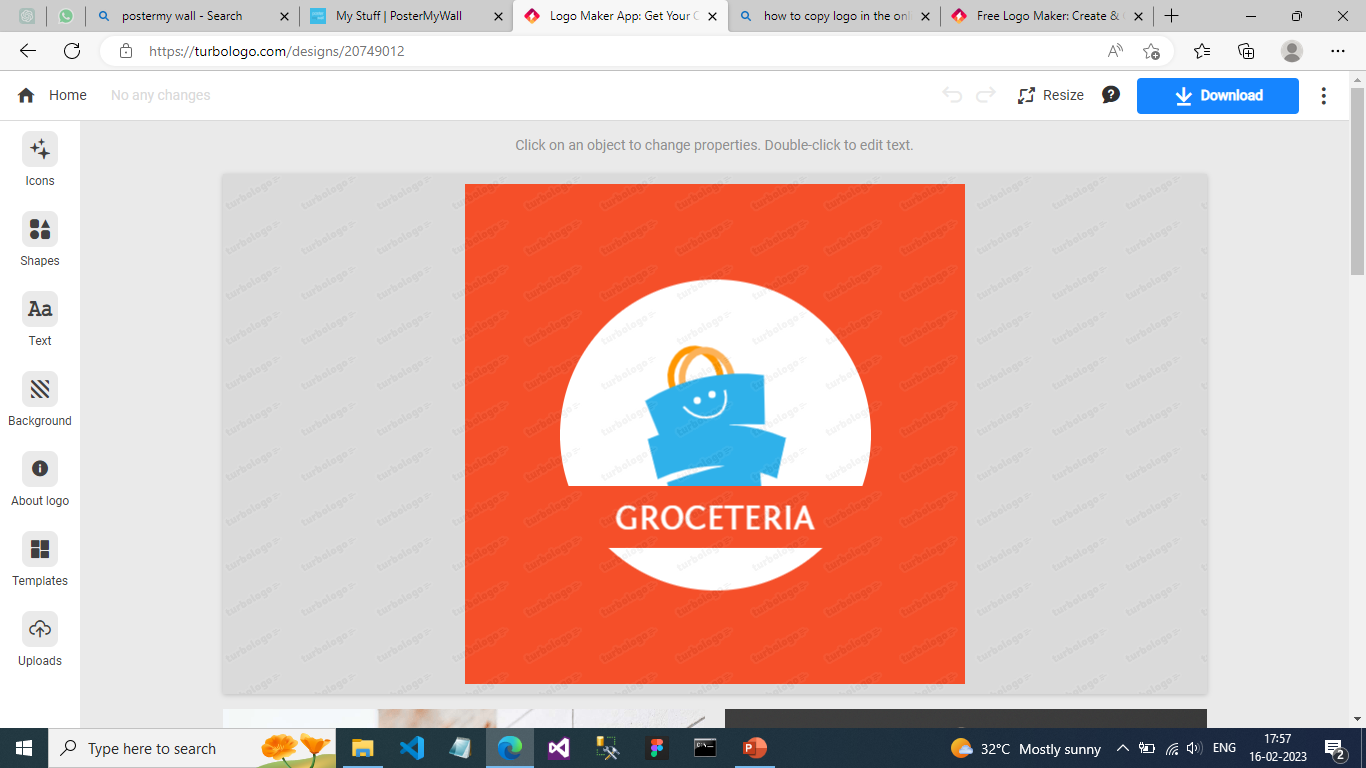 postermy wall - Search
My Stuff | PosterMyWall
Logo Maker App: Get Your
how to copy logo in the onl
Free Logo Maker: Create &
https://turbologo.com/designs/20749012
Home
No any changes
Resize
Download
Click on an object to change properties. Double-click to edit text.
Icons
Shapes
Aa
Text
Background
About logo
Templates
Uploads
turbologo
GROCETERIA
Type here to search
32°C Mostly sunny
ENG
17:57
16-02-2023
2